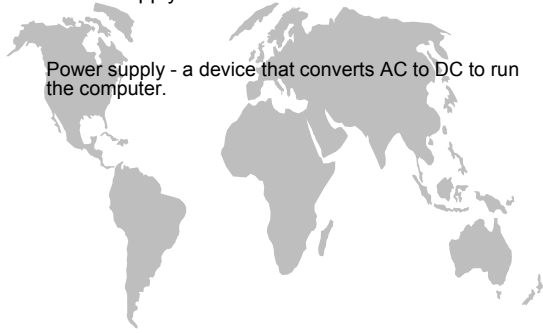 Power supply - a device that converts AC to DC to run
the computer.